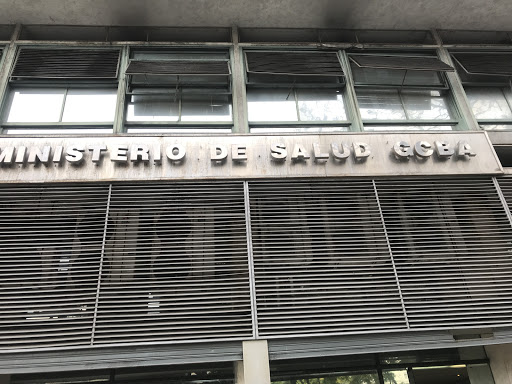 MINISTERIO DE SALUD GCBA